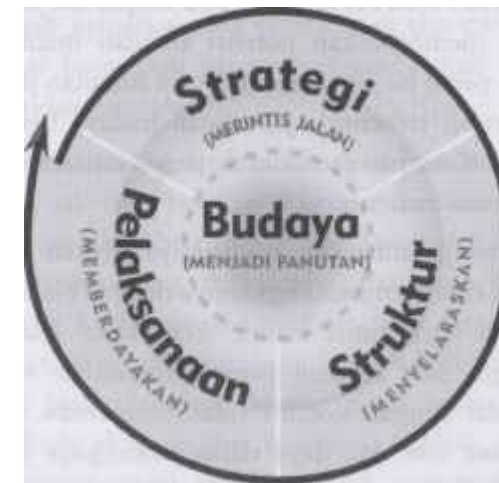 Strategi
(MERINTIS JALAN)
Budaya
(MENJADI PANUTAN)
Struktur
(MENYELARASKAN)
Pelaksanaan
(MEMBERDAYAKAN)